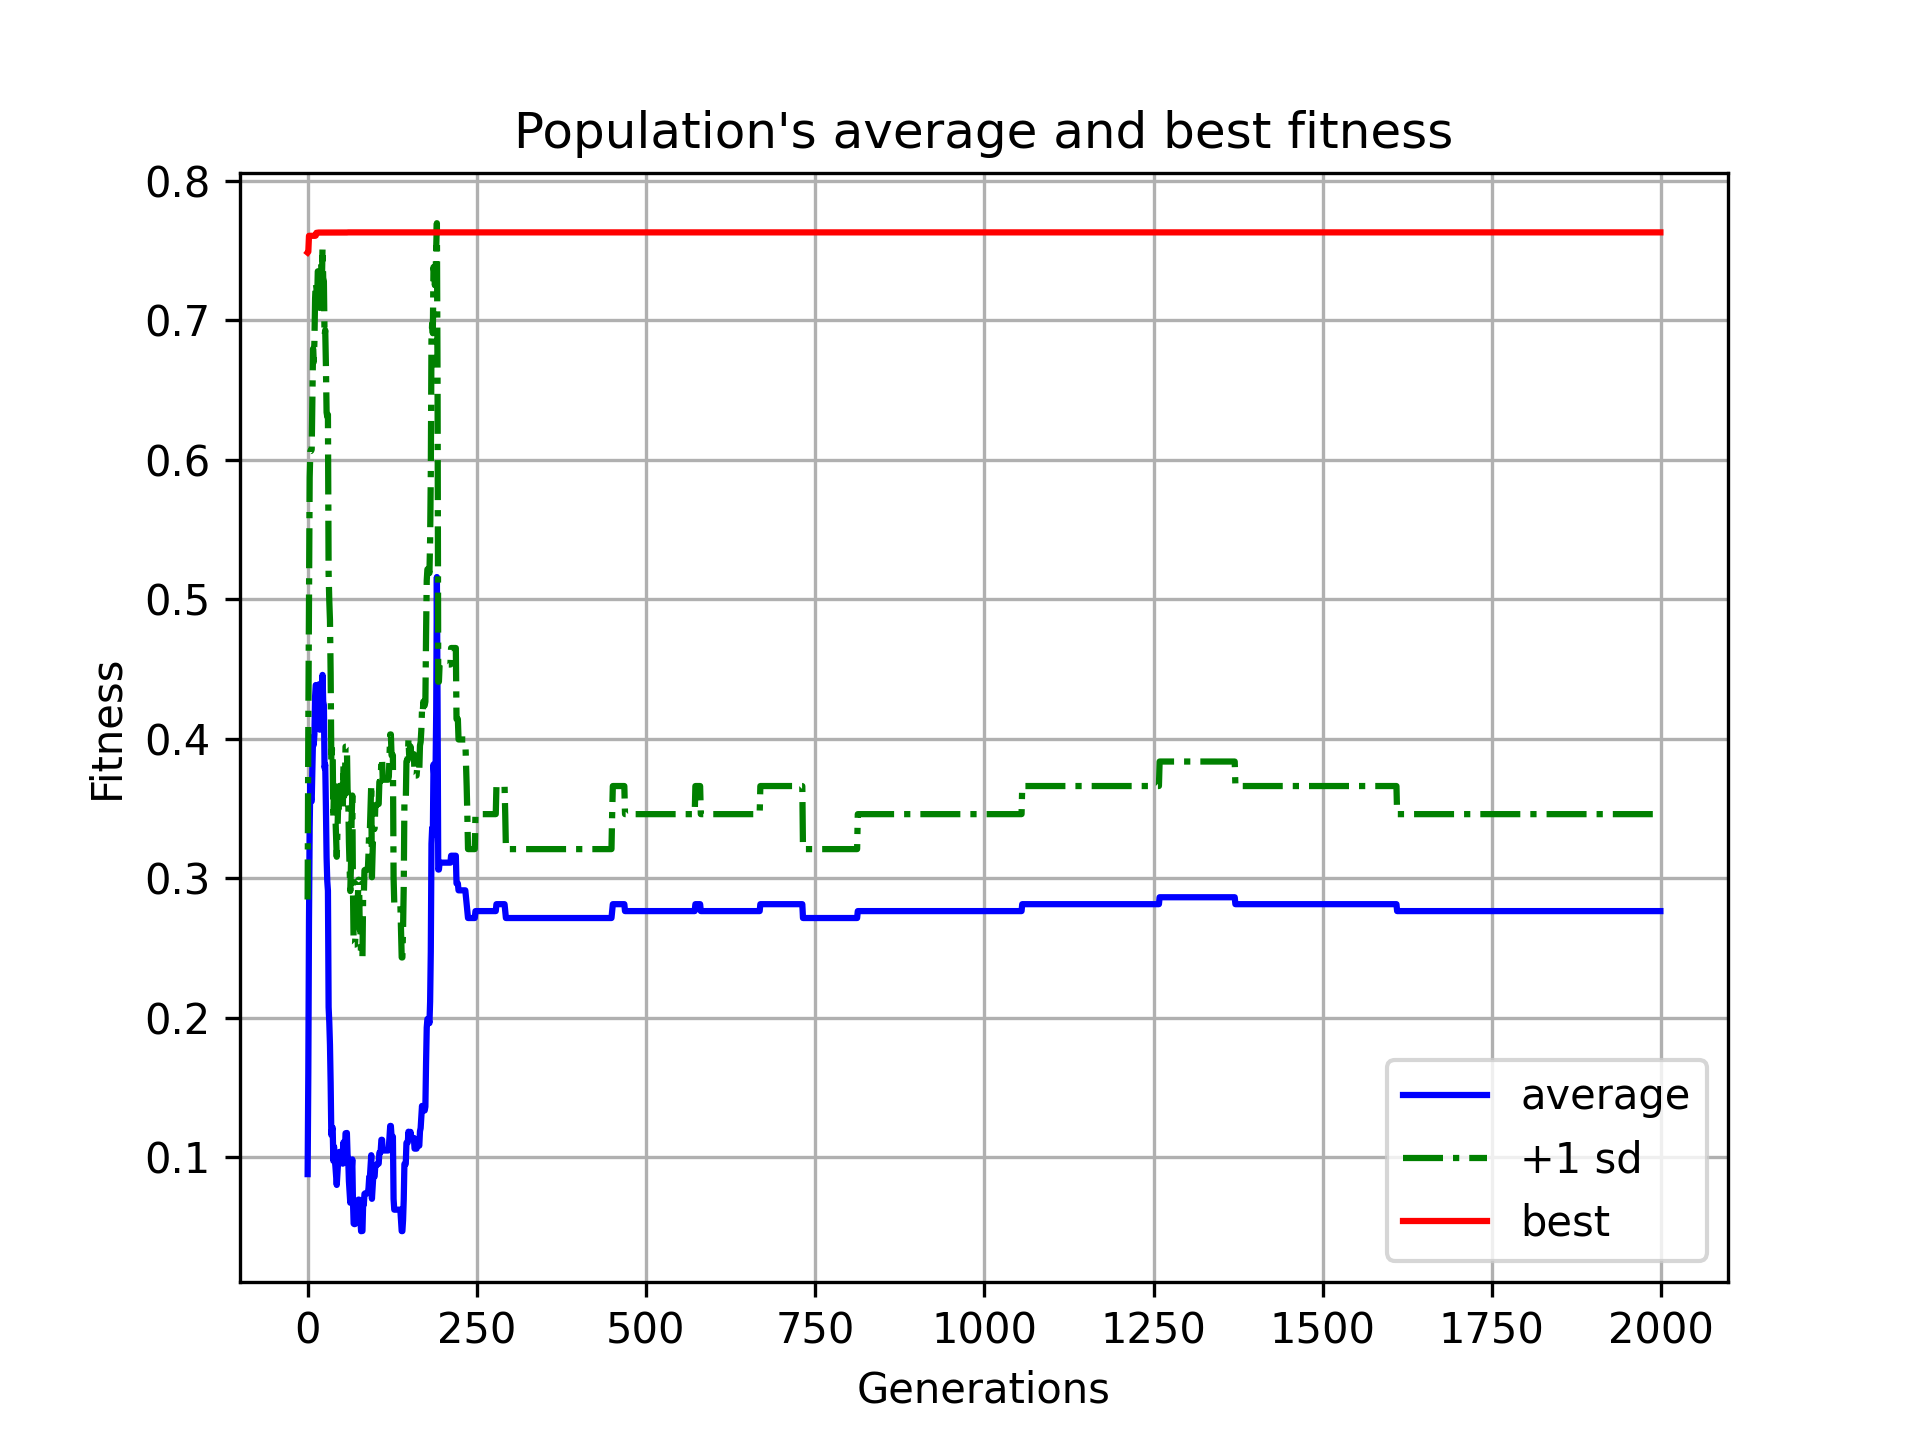 Population's average and best fitness
0.8
0.7
0.6
0.5
0.4
0.3
0.2
0.1
Fitness
average
+1 sd
best
0 250 500 750 1000 1250 1500 1750 2000
Generations